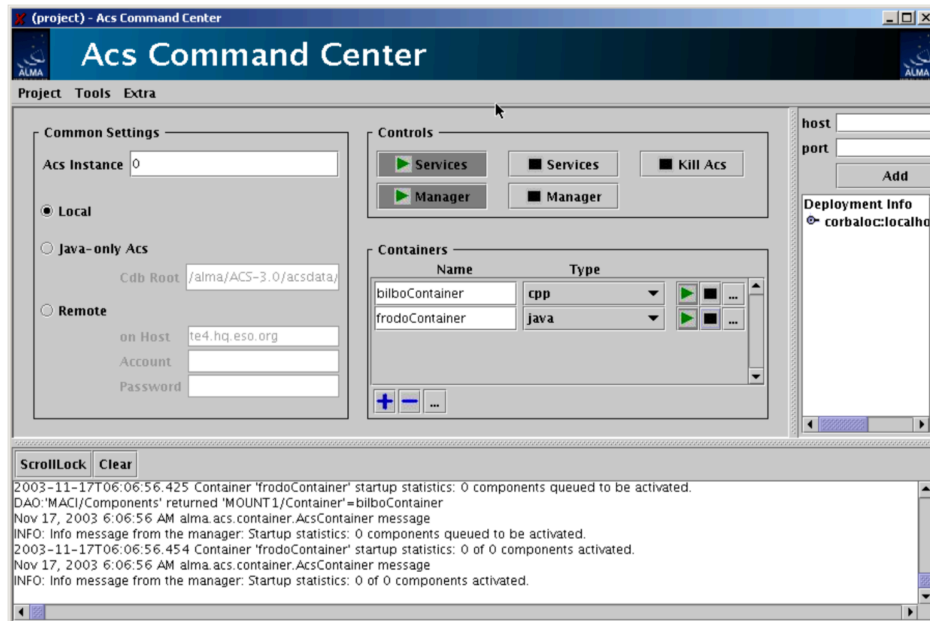 (project) - Acs Command Center
ALMA
Acs Command Center
ALMA
Project Tools Extra
Common Settings
Acs Instance 0
Local
Java-only Acs
Cdb Root /alma/ACS-3.0/acsdata/
Remote
on Host te4.hq.eso.org
Account
Password
Controls
Services Services Kill Acs
Manager Manager
Containers
Name Type
bilboContainer cpp ...
frodoContainer java ...
...
host
port
Add
Deployment Info
corbaloc::localho
ScrollLock Clear
2003-11-17T06:06:56.425 Container 'frodoContainer' startup statistics: 0 components queued to be activated.
DAO:'MACI/Components' returned 'MOUNT1/Container'=bilboContainer
Nov 17, 2003 6:06:56 AM alma.acs.container.AcsContainer message
INFO: Info message from the manager: Startup statistics: 0 components queued to be activated.
2003-11-17T06:06:56.454 Container 'frodoContainer' startup statistics: 0 of 0 components activated.
Nov 17, 2003 6:06:56 AM alma.acs.container.AcsContainer message
INFO: Info message from the manager: Startup statistics: 0 of 0 components activated.